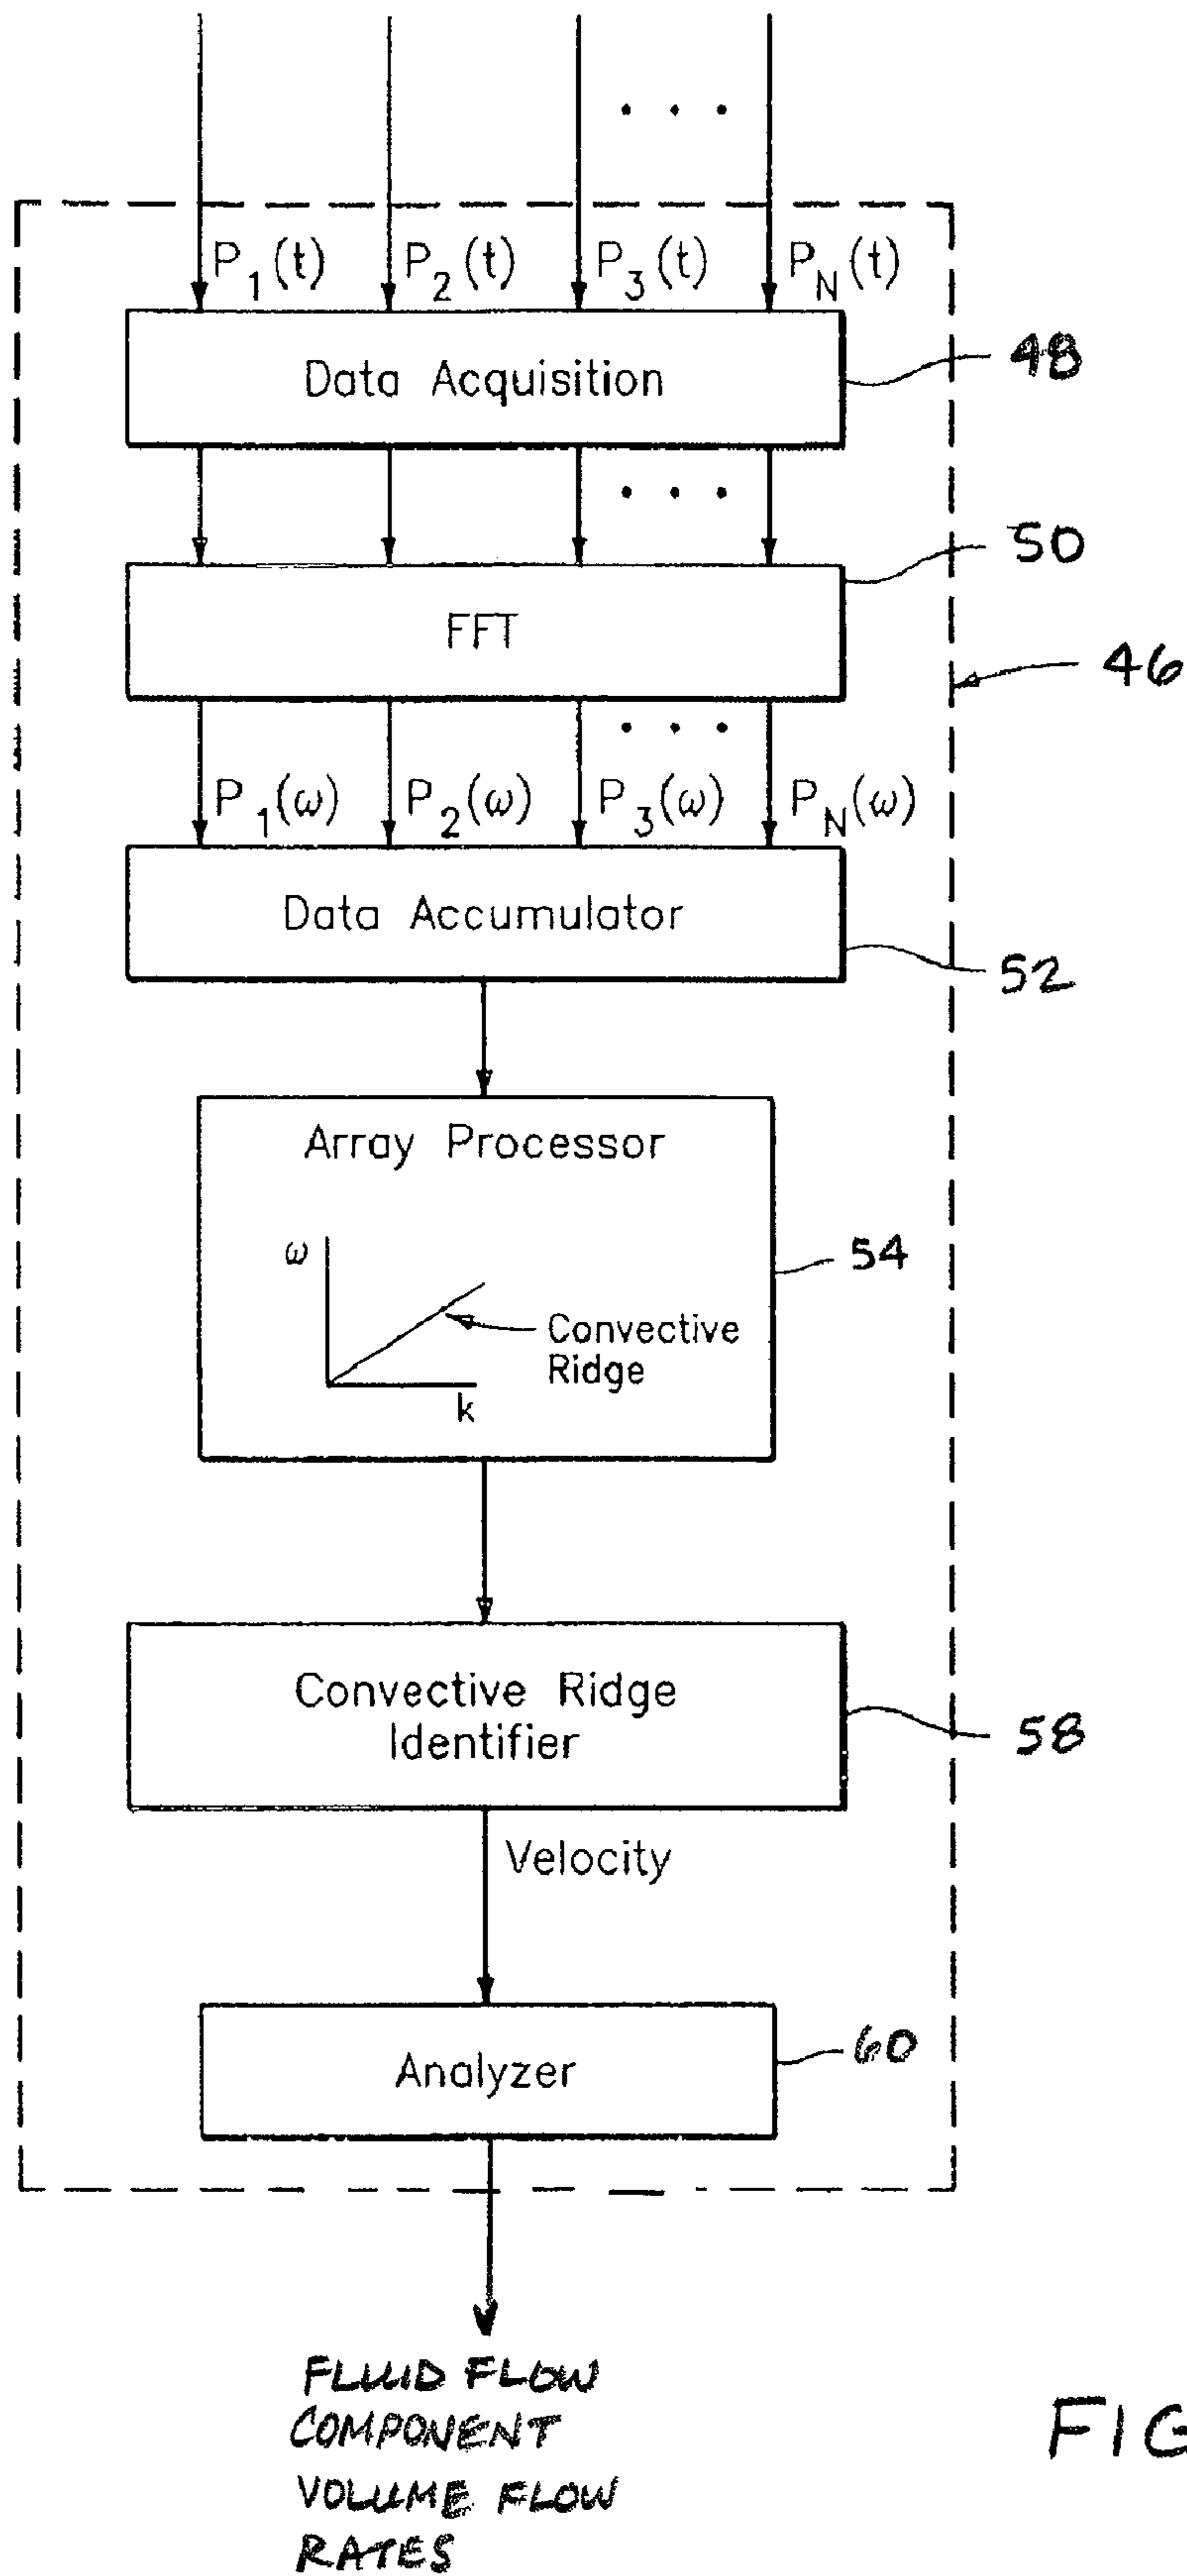 P1(t) P2(t) P3(t) . . . PN(t)
Data Acquisition
48
. . .
50
FFT
46
. . .
P1(ω) P2(ω) P3(ω) PN(ω)
Data Accumulator
52
Array Processor
ω
54
Convective
Ridge
k
Convective Ridge
Identifier
58
Velocity
Analyzer
60
FLUID FLOW
COMPONENT
VOLUME FLOW
RATES
FIG